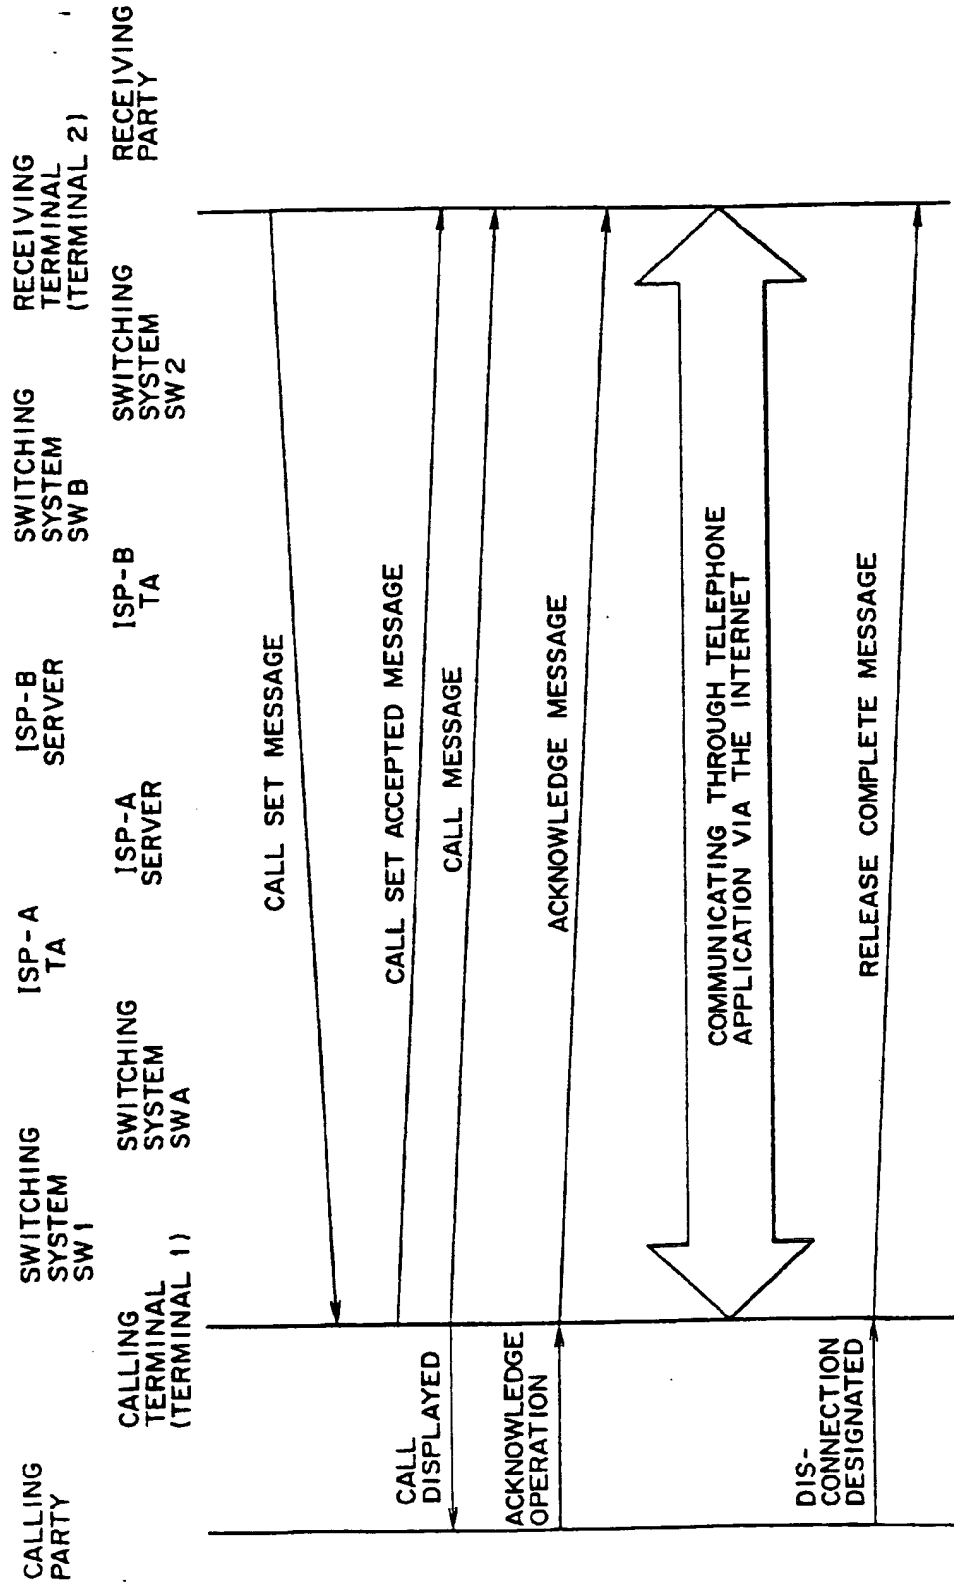 CALLING
PARTY
CALLING
TERMINAL
(TERMINAL 1)
SWITCHING
SYSTEM
SW1
SWITCHING
SYSTEM
SWA
ISP-A
TA
ISP-A
SERVER
ISP-B
SERVER
ISP-B
TA
SWITCHING
SYSTEM
SWB
SWITCHING
SYSTEM
SW2
RECEIVING
TERMINAL
(TERMINAL 2)
RECEIVING
PARTY
CALL SET MESSAGE
CALL SET ACCEPTED MESSAGE
CALL MESSAGE
CALL
DISPLAYED
ACKNOWLEDGE
OPERATION
ACKNOWLEDGE MESSAGE
COMMUNICATING THROUGH TELEPHONE
APPLICATION VIA THE INTERNET
DIS-
CONNECTION
DESIGNATED
RELEASE COMPLETE MESSAGE